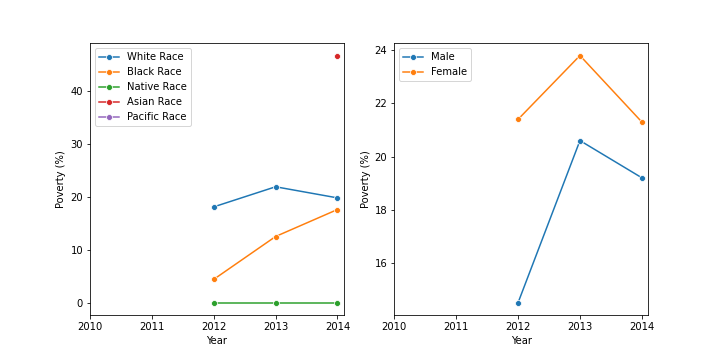 White Race
Black Race
Native Race
Asian Race
Pacific Race
Poverty (%)
40
30
20
10
0
2010 2011 2012 2013 2014
Year
Male
Female
Poverty (%)
24
22
20
18
16
2010 2011 2012 2013 2014
Year